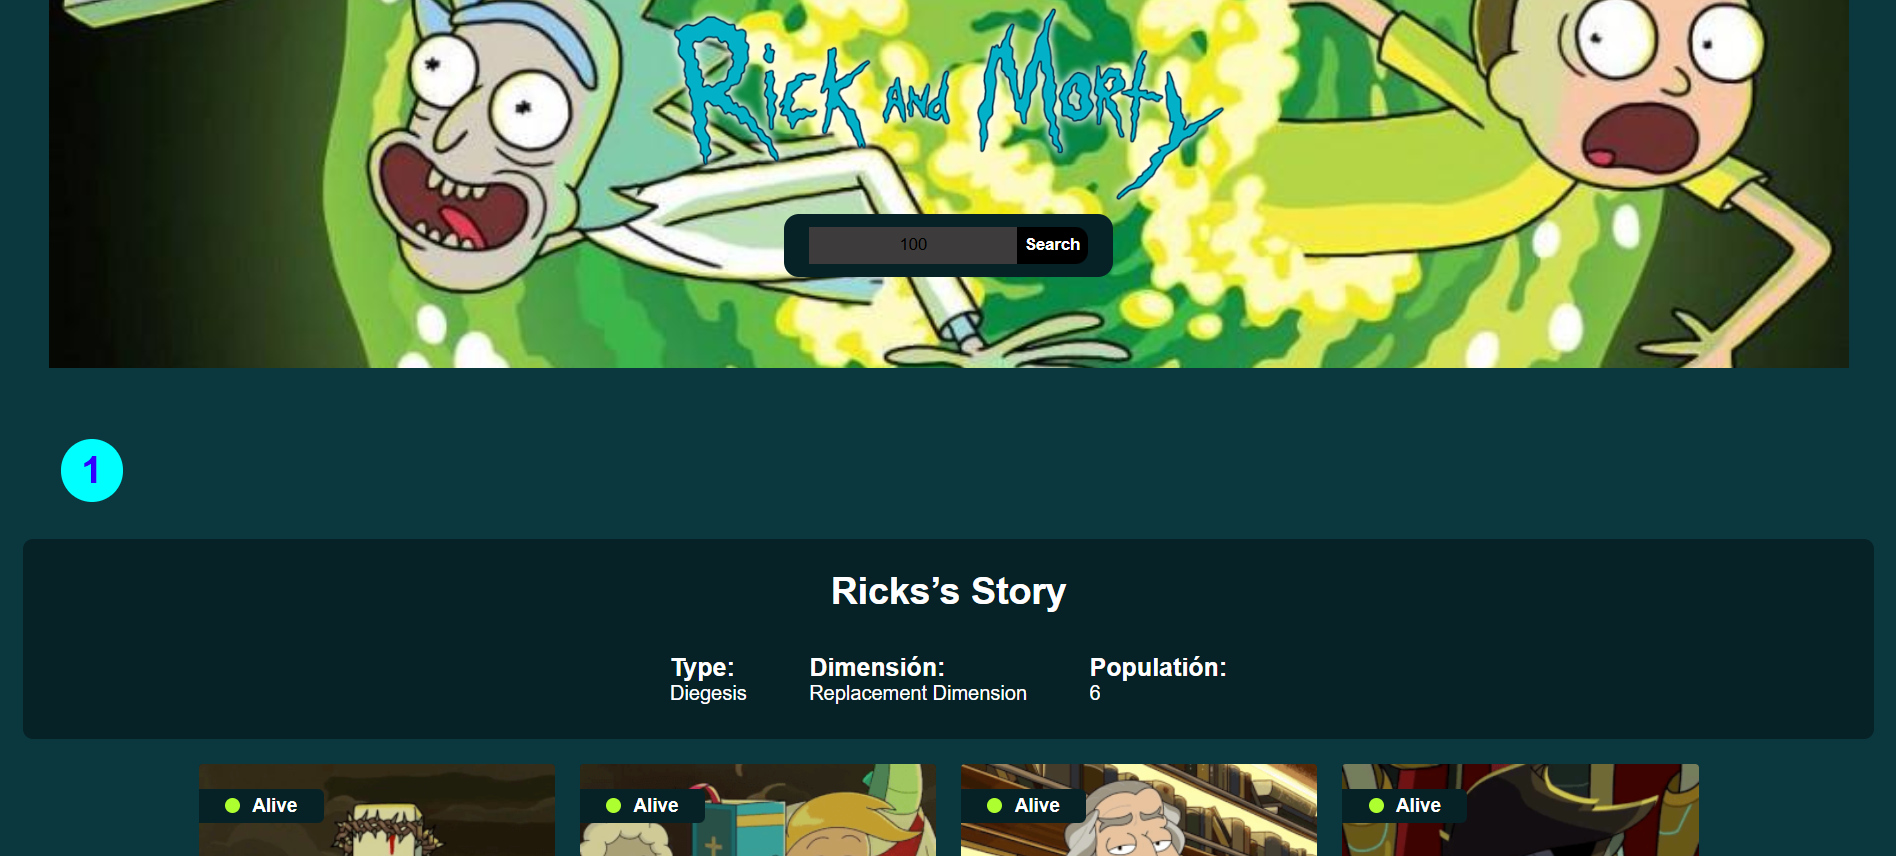 Rick and Morty
100
Search
1
Ricks’s Story
Type:
Diegesis
Dimensión:
Replacement Dimension
Populatión:
6
Alive
Alive
Alive
Alive